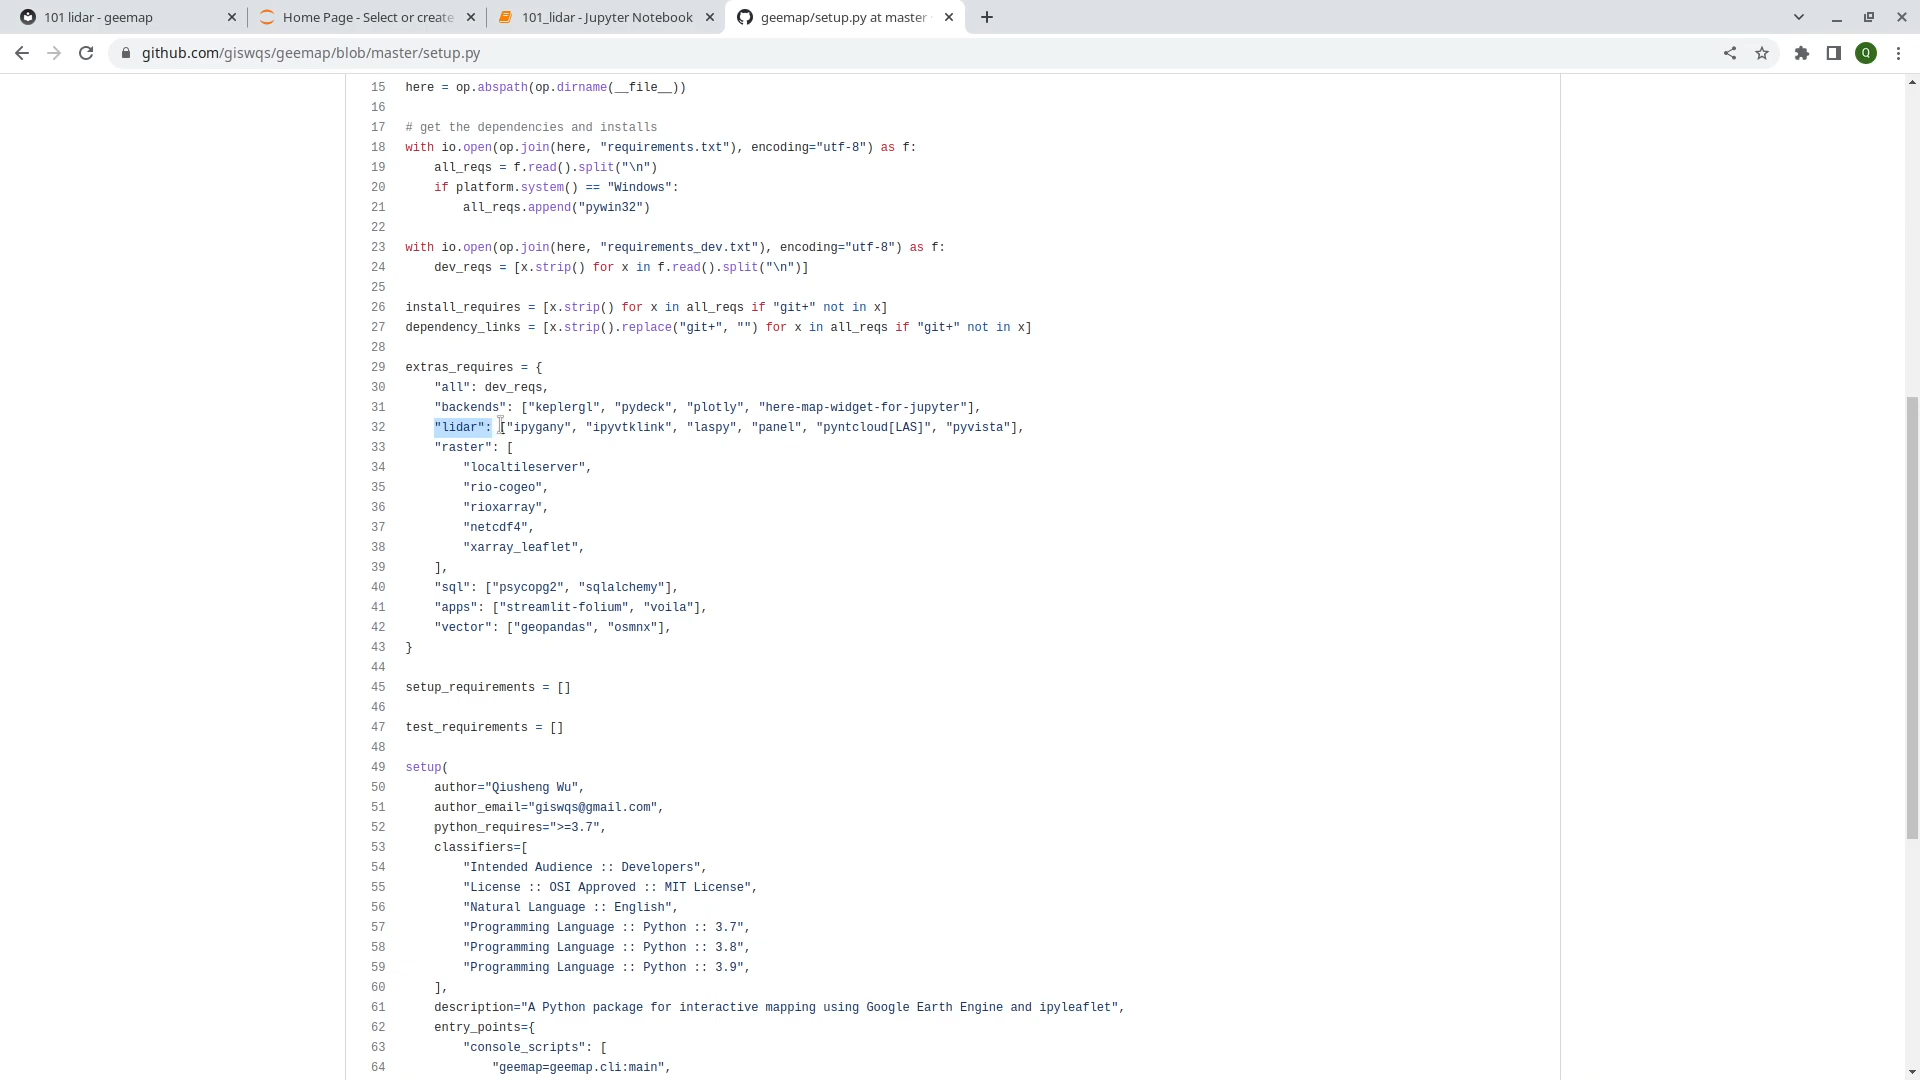 101 lidar - geemap
Home Page - Select or create
101_lidar - Jupyter Notebook
geemap/setup.py at master
github.com/giswqs/geemap/blob/master/setup.py
Q
15 here = op.abspath(op.dirname(__file__))
16
17 # get the dependencies and installs
18 with io.open(op.join(here, "requirements.txt"), encoding="utf-8") as f:
19     all_reqs = f.read().split("\n")
20     if platform.system() == "Windows":
21         all_reqs.append("pywin32")
22
23 with io.open(op.join(here, "requirements_dev.txt"), encoding="utf-8") as f:
24     dev_reqs = [x.strip() for x in f.read().split("\n")]
25
26 install_requires = [x.strip() for x in all_reqs if "git+" not in x]
27 dependency_links = [x.strip().replace("git+", "") for x in all_reqs if "git+" not in x]
28
29 extras_requires = {
30     "all": dev_reqs,
31     "backends": ["keplergl", "pydeck", "plotly", "here-map-widget-for-jupyter"],
32     "lidar": ["ipygany", "ipyvtklink", "laspy", "panel", "pyntcloud[LAS]", "pyvista"],
33     "raster": [
34         "localtileserver",
35         "rio-cogeo",
36         "rioxarray",
37         "netcdf4",
38         "xarray_leaflet",
39     ],
40     "sql": ["psycopg2", "sqlalchemy"],
41     "apps": ["streamlit-folium", "voila"],
42     "vector": ["geopandas", "osmnx"],
43 }
44
45 setup_requirements = []
46
47 test_requirements = []
48
49 setup(
50     author="Qiusheng Wu",
51     author_email="giswqs@gmail.com",
52     python_requires=">=3.7",
53     classifiers=[
54         "Intended Audience :: Developers",
55         "License :: OSI Approved :: MIT License",
56         "Natural Language :: English",
57         "Programming Language :: Python :: 3.7",
58         "Programming Language :: Python :: 3.8",
59         "Programming Language :: Python :: 3.9",
60     ],
61     description="A Python package for interactive mapping using Google Earth Engine and ipyleaflet",
62     entry_points={
63         "console_scripts": [
64             "geemap=geemap.cli:main",